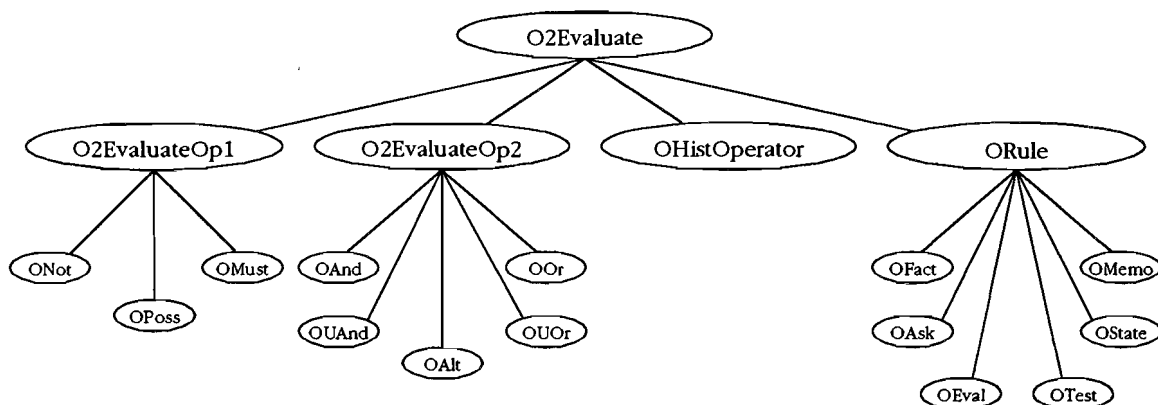 O2Evaluate
O2EvaluateOp1 O2EvaluateOp2 OHistOperator ORule
ONot OMust OAnd OOr OFact OMemo
OPoss OUAnd OUOr OAsk OState
OAlt
OEval OTest